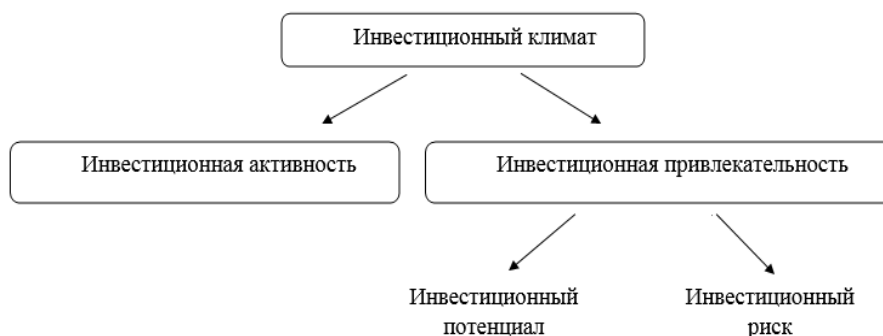 Инвестиционный климат
Инвестиционная активность
Инвестиционная привлекательность
Инвестиционный
потенциал
Инвестиционный
риск